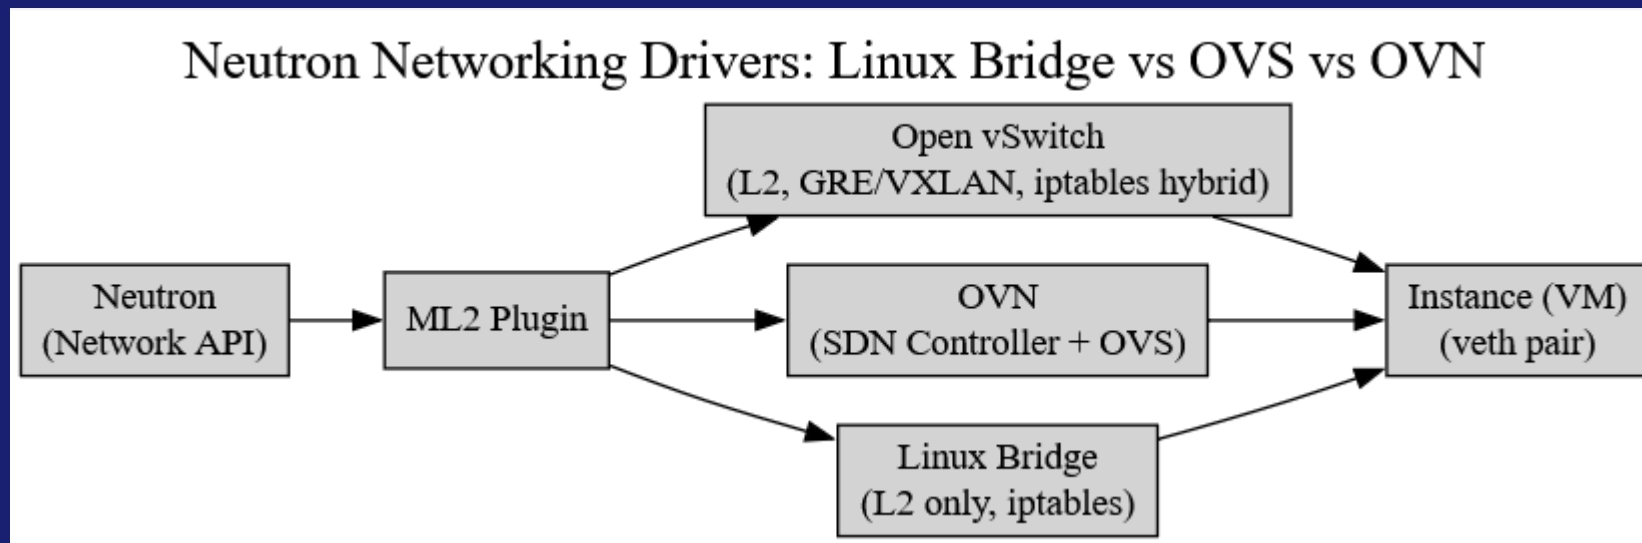 Neutron Networking Drivers: Linux Bridge vs OVS vs OVN
Neutron
(Network API)
ML2 Plugin
Open vSwitch
(L2, GRE/VXLAN, iptables hybrid)
OVN
(SDN Controller + OVS)
Linux Bridge
(L2 only, iptables)
Instance (VM)
(veth pair)